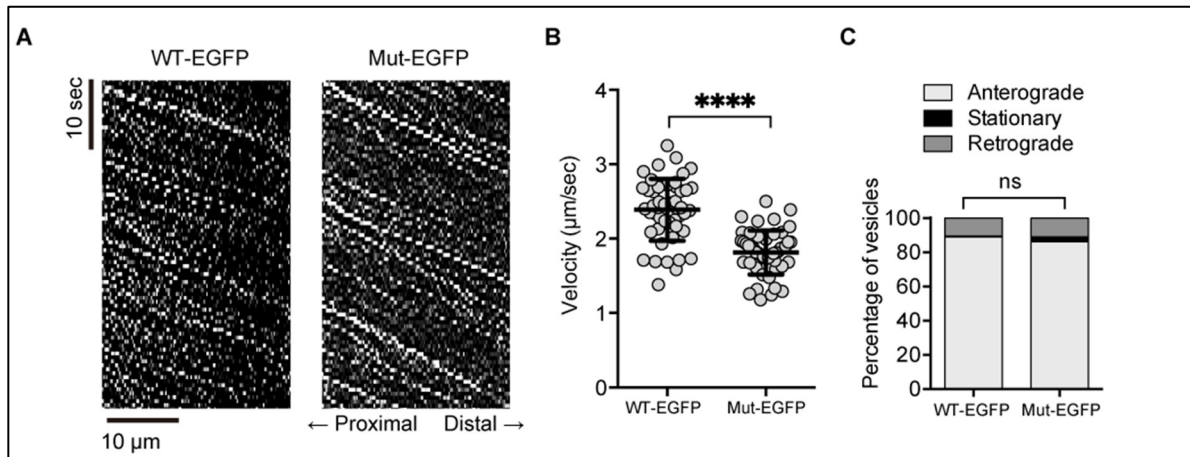 A
WT-EGFP
Mut-EGFP
10 sec
10 µm
← Proximal Distal →
B
****
Velocity (µm/sec)
4
3
2
1
0
WT-EGFP
Mut-EGFP
C
Anterograde
Stationary
Retrograde
ns
Percentage of vesicles
100
80
60
40
20
0
WT-EGFP
Mut-EGFP